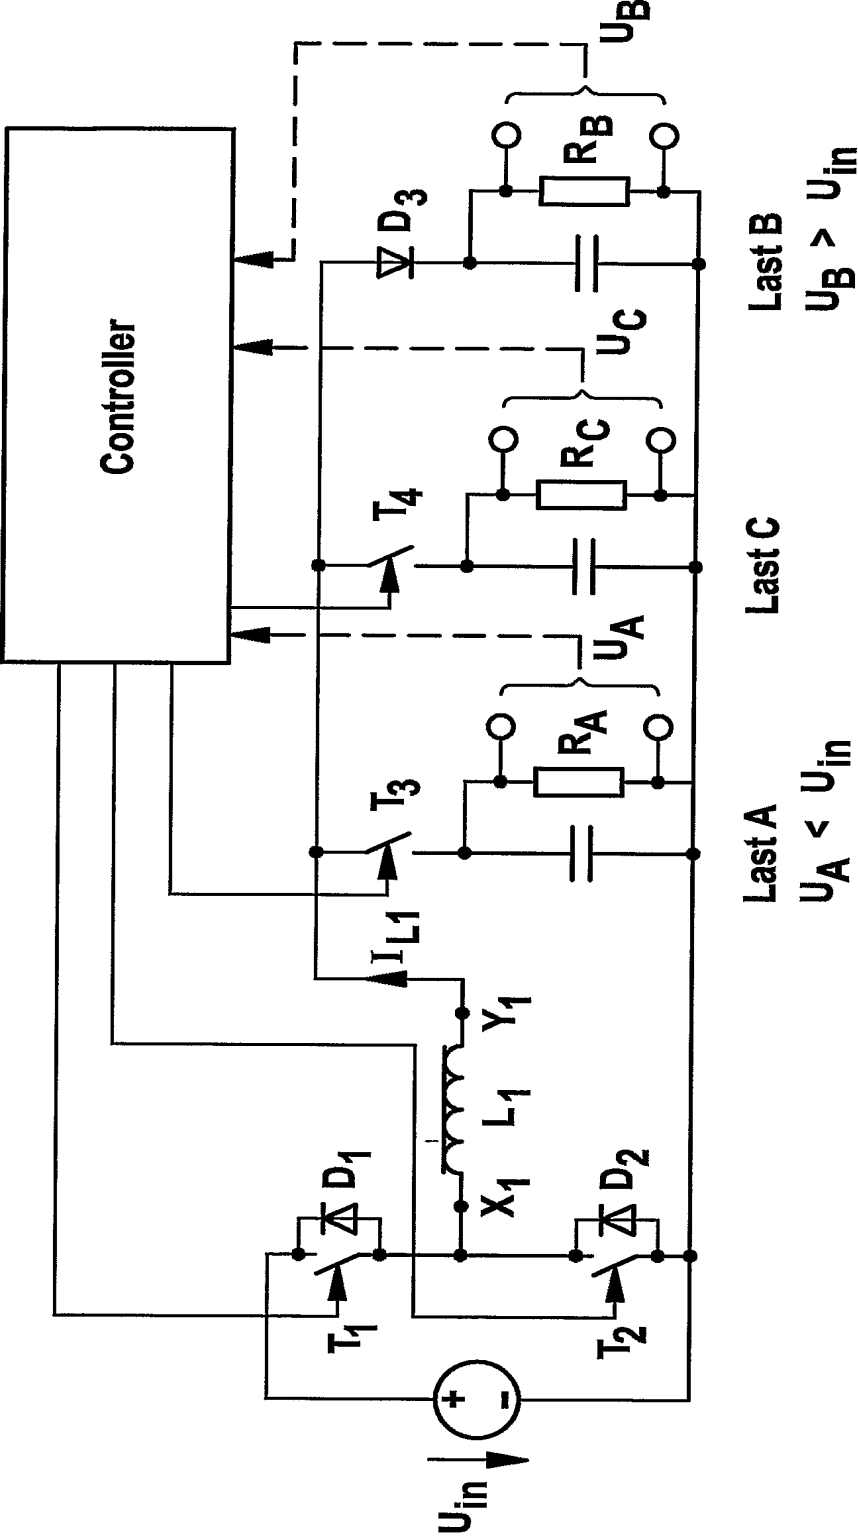 Controller
U_B
U_C
U_A
D_3
T_4
T_3
R_B
R_C
R_A
I_L1
Y_1
L_1
X_1
D_1
D_2
T_1
T_2
+
-
U_in
Last A
U_A < U_in
Last C
Last B
U_B > U_in